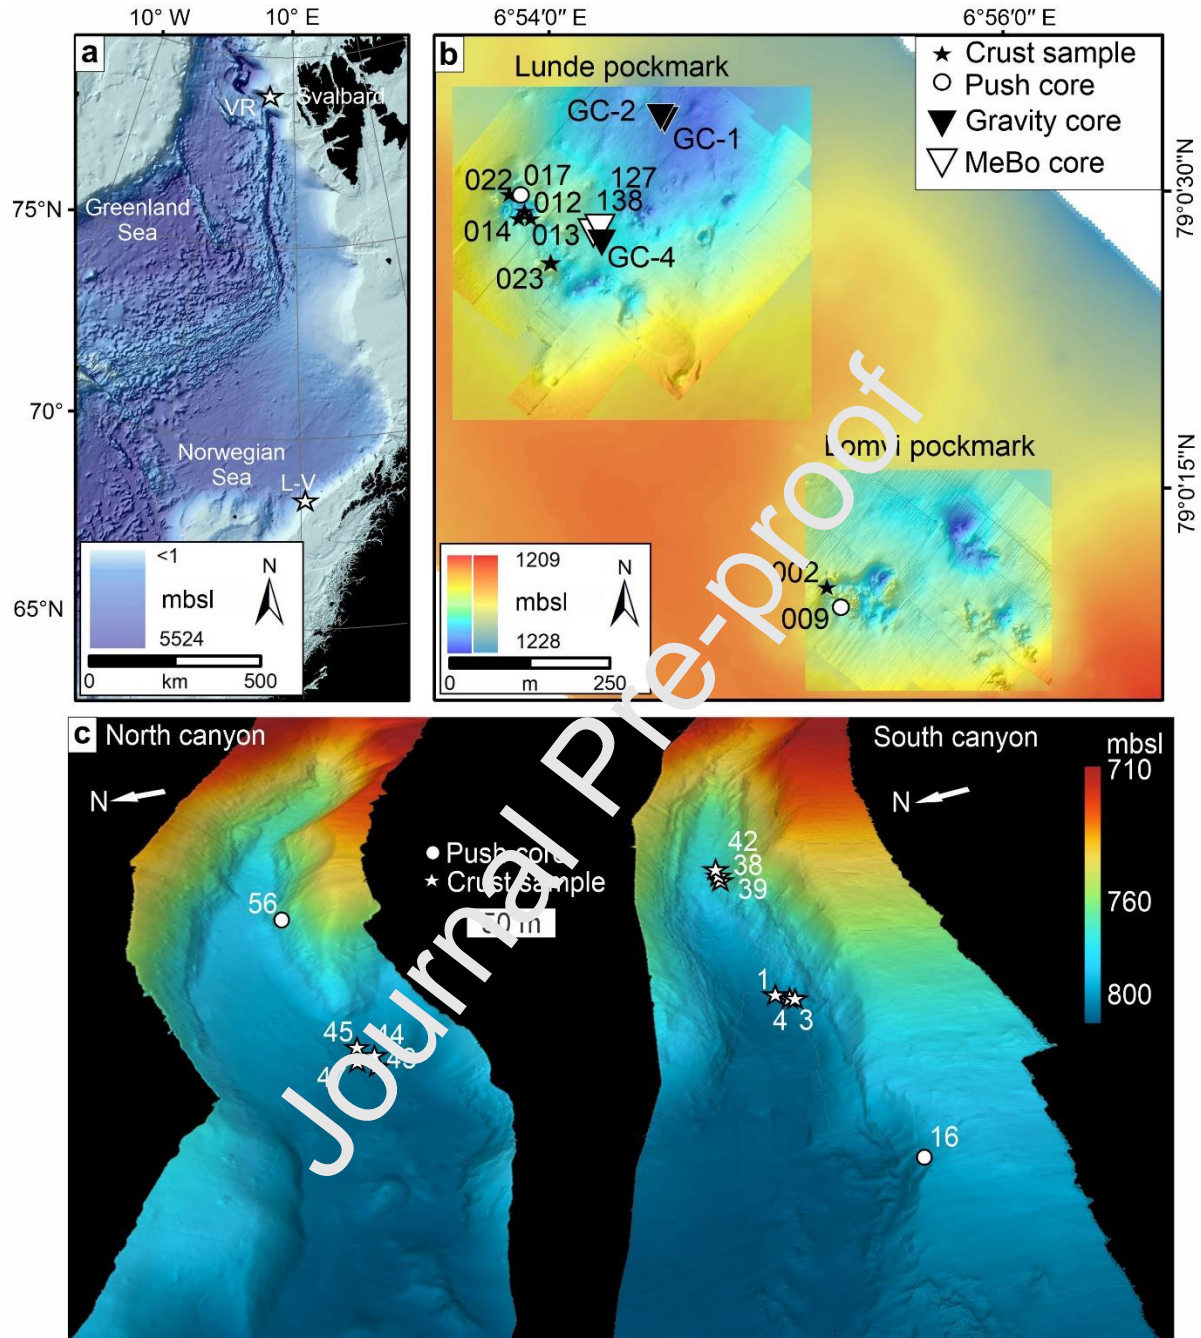 10° W
10° E
6°54'0" E
6°56'0" E
a
VR
Svalbard
75°N
Greenland
Sea
70°
Norwegian
Sea
L-V
65°N
<1
mbsl
5524
N
0
500
km
b
Lunde pockmark
Crust sample
Push core
Gravity core
MeBo core
GC-2
GC-1
017
127
022
012
138
014
013
GC-4
023
79°0'30"N
Lomvi pockmark
79°0'15"N
002
009
1209
mbsl
1228
N
0
m
250
c
North canyon
South canyon
mbsl
710
N
N
Push core
Crust sample
50 m
42
38
39
760
56
1
4
3
800
45
44
43
16
Journal Pre-proof